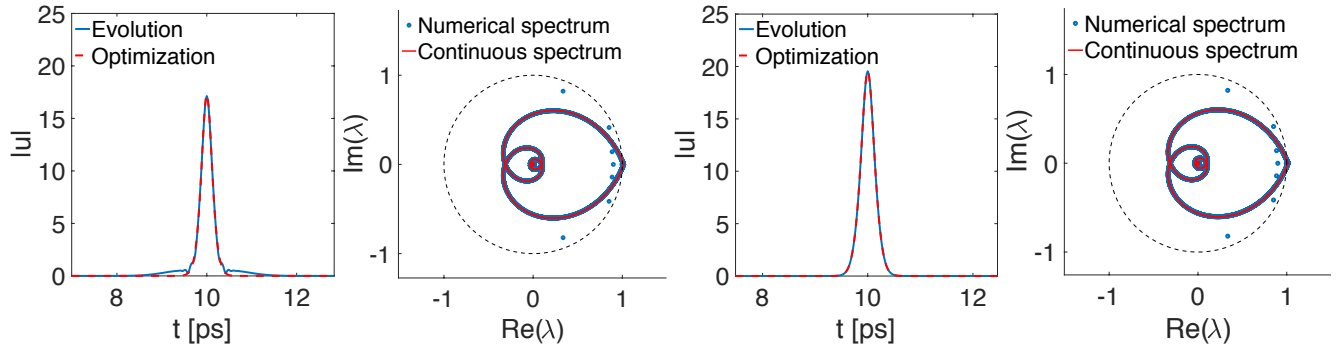 25
20
15
10
5
0
|u|
Evolution
Optimization
8
10
12
t [ps]
Numerical spectrum
Continuous spectrum
1
0
-1
Im(λ)
-1
0
1
Re(λ)
25
20
15
10
5
0
|u|
Evolution
Optimization
8
10
12
t [ps]
Numerical spectrum
Continuous spectrum
1
0
-1
Im(λ)
-1
0
1
Re(λ)